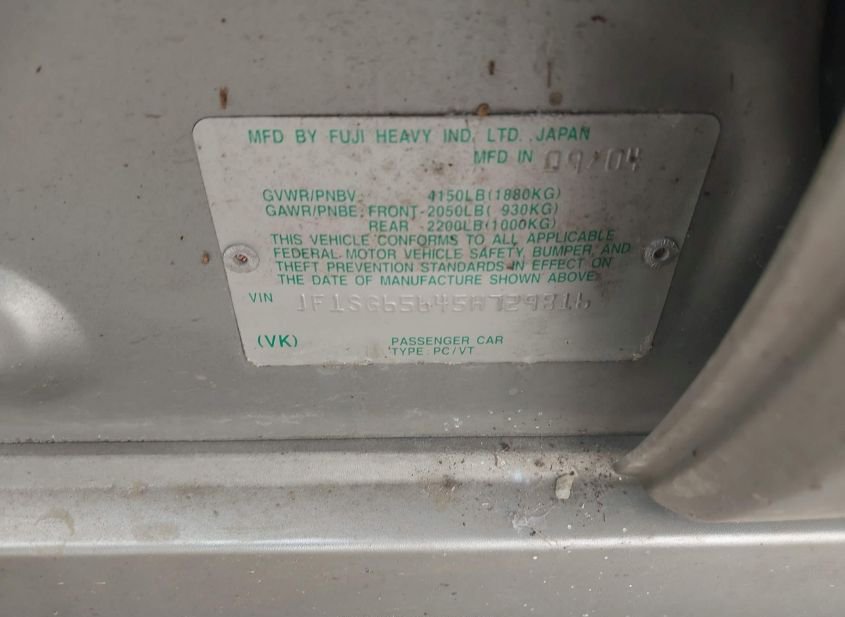 MFD BY FUJI HEAVY IND. LTD. JAPAN
MFD IN 09/04
GVWR/PNBV 4150LB(1880KG)
GAWR/PNBE FRONT-2050LB( 930KG)
REAR -2200LB(1000KG)
THIS VEHICLE CONFORMS TO ALL APPLICABLE
FEDERAL MOTOR VEHICLE SAFETY, BUMPER, AND
THEFT PREVENTION STANDARDS IN EFFECT ON
THE DATE OF MANUFACTURE SHOWN ABOVE.
VIN JF1SG65645H729816
(VK) PASSENGER CAR
TYPE: PC/VT